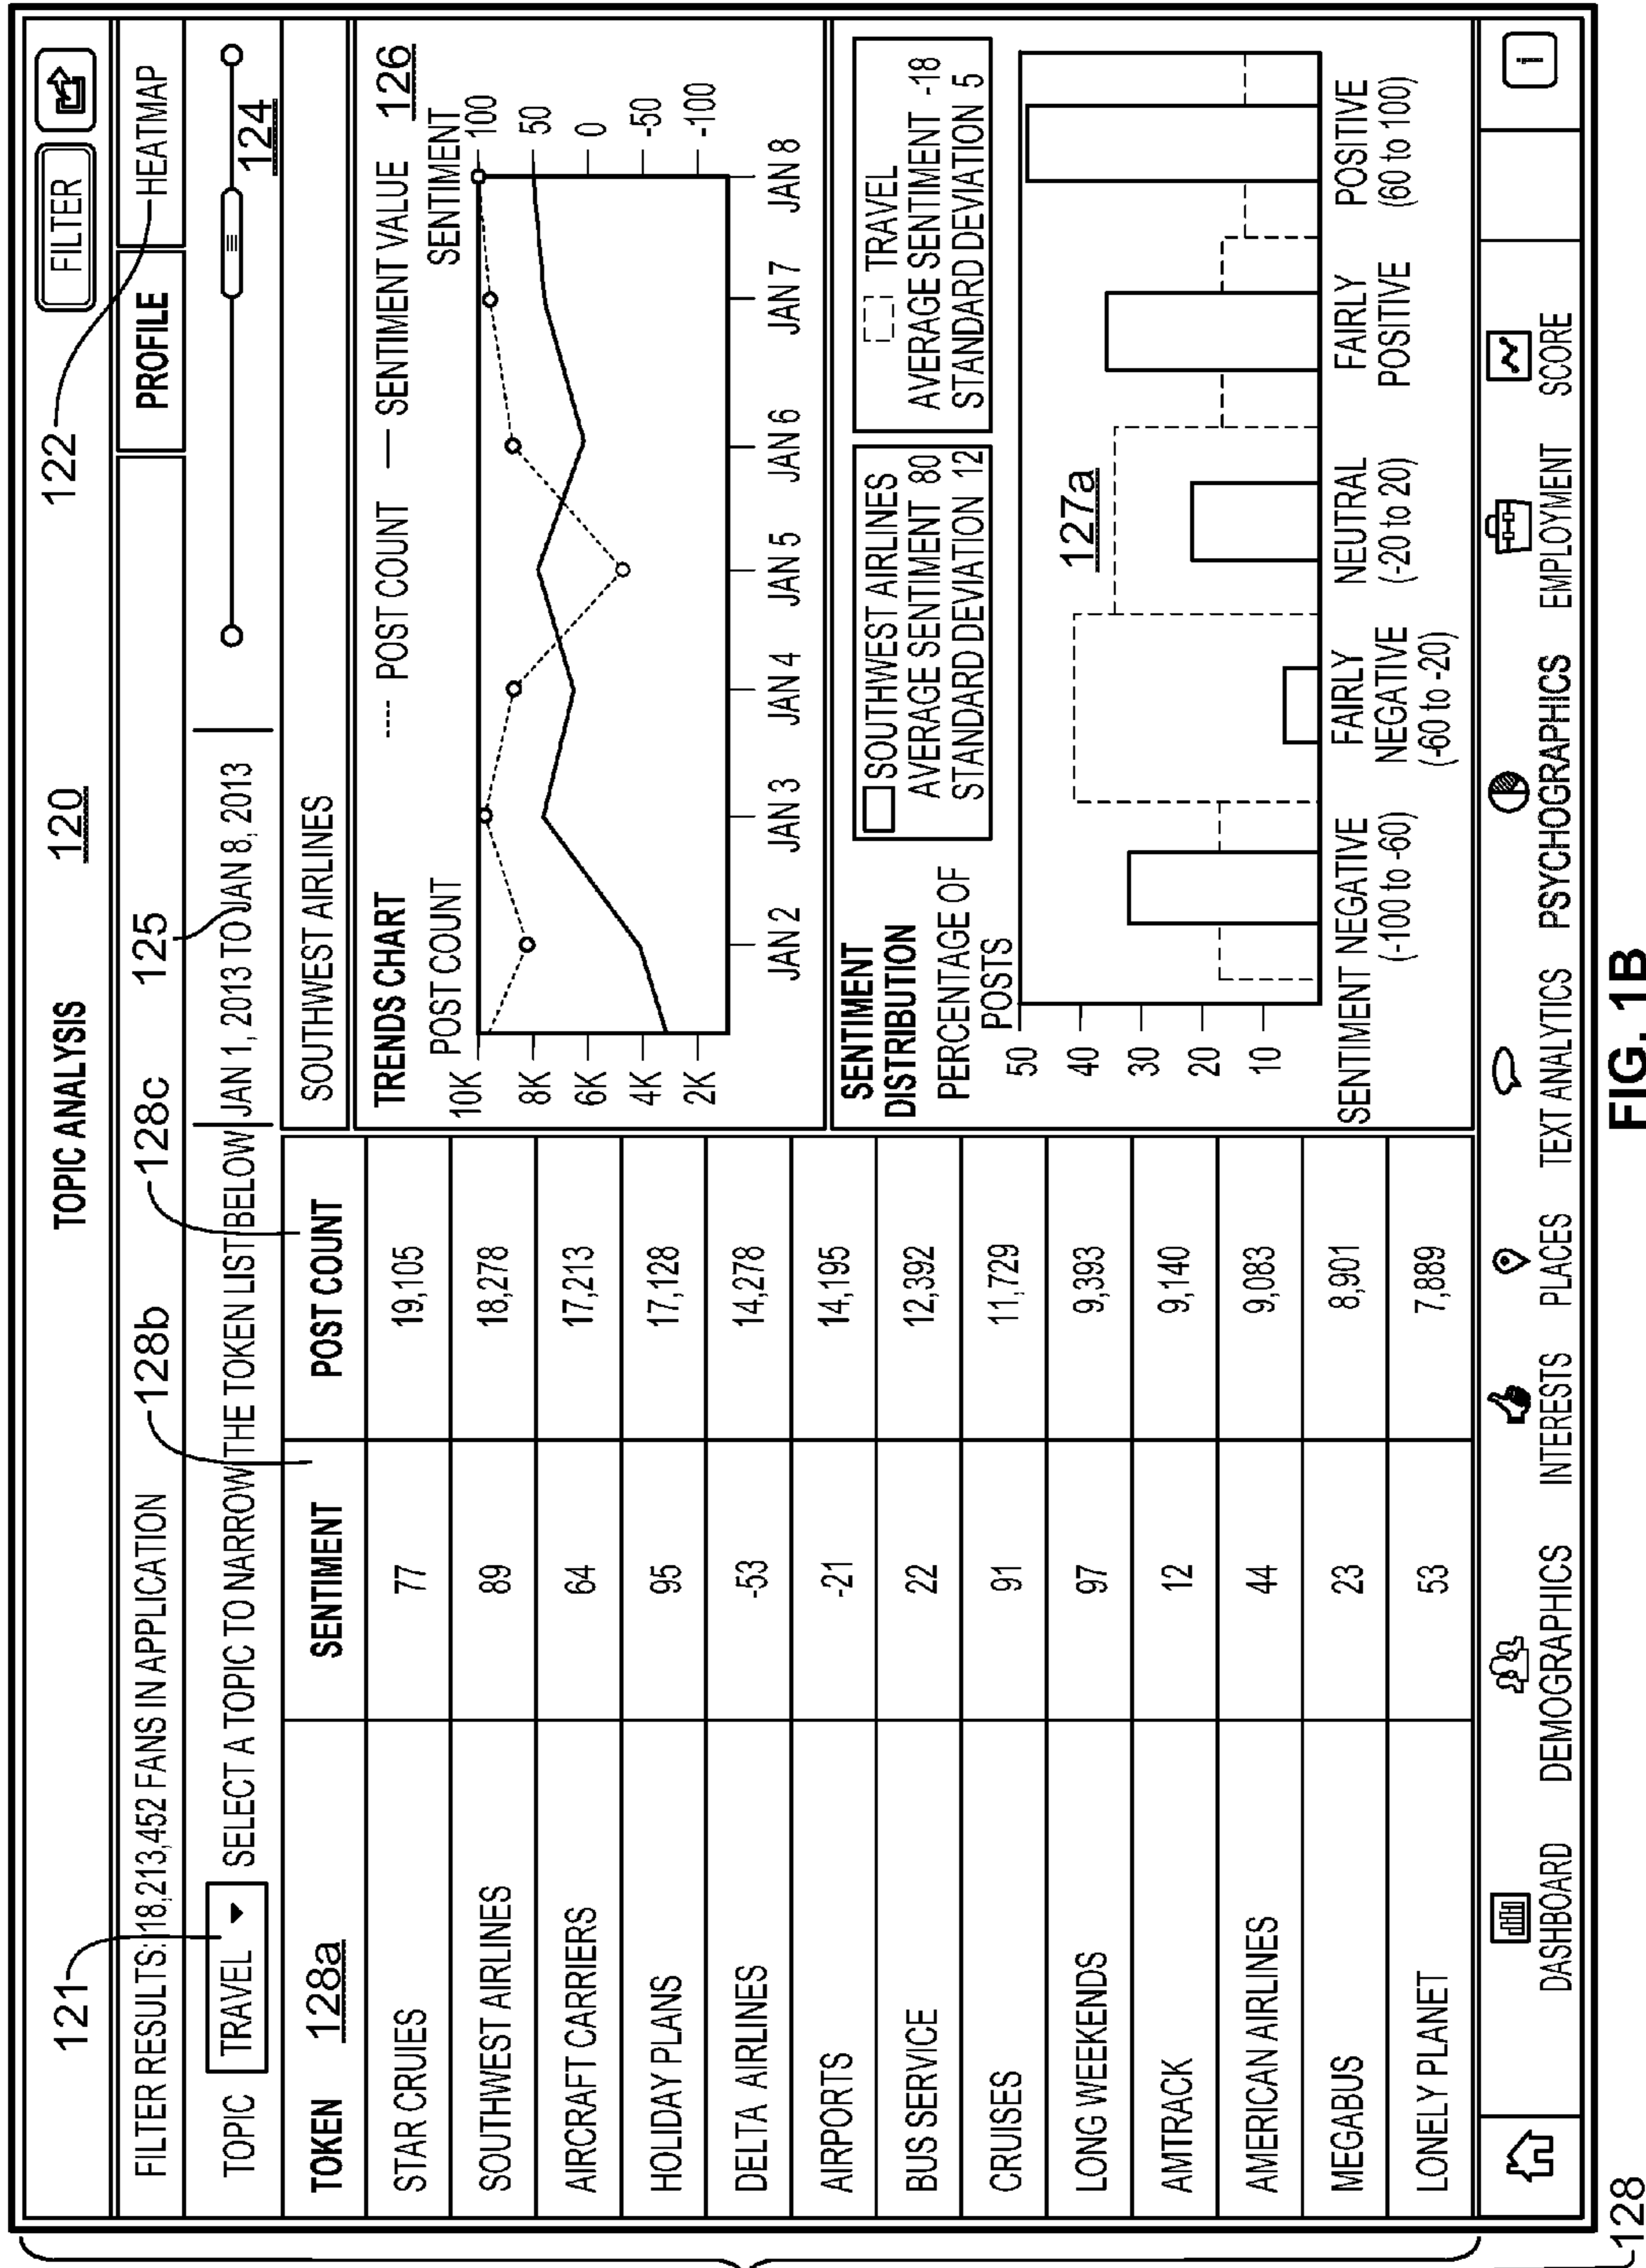 120
TOPIC ANALYSIS
FILTER
121
128b
128c
125
122
FILTER RESULTS: 18,213,452 FANS IN APPLICATION
PROFILE
HEATMAP
TOPIC TRAVEL SELECT A TOPIC TO NARROW THE TOKEN LIST BELOW JAN 1, 2013 TO JAN 8, 2013
124
TOKEN 128a SENTIMENT POST COUNT
STAR CRUIES 77 19,105
SOUTHWEST AIRLINES 89 18,278
AIRCRAFT CARRIERS 64 17,213
HOLIDAY PLANS 95 17,128
DELTA AIRLINES -53 14,278
AIRPORTS -21 14,195
BUS SERVICE 22 12,392
CRUISES 91 11,729
LONG WEEKENDS 97 9,393
AMTRACK 12 9,140
AMERICAN AIRLINES 44 9,083
MEGABUS 23 8,901
LONELY PLANET 53 7,889
SOUTHWEST AIRLINES
TRENDS CHART
POST COUNT SENTIMENT VALUE 126
POST COUNT
SENTIMENT
10K
8K
6K
4K
2K
100
50
0
-50
-100
JAN 2 JAN 3 JAN 4 JAN 5 JAN 6 JAN 7 JAN 8
SENTIMENT
DISTRIBUTION
PERCENTAGE OF
POSTS
SOUTHWEST AIRLINES
AVERAGE SENTIMENT 80
STANDARD DEVIATION 12
TRAVEL
AVERAGE SENTIMENT -18
STANDARD DEVIATION 5
127a
50
40
30
20
10
SENTIMENT NEGATIVE
(-100 to -60)
FAIRLY
NEGATIVE
(-60 to -20)
NEUTRAL
(-20 to 20)
FAIRLY
POSITIVE
POSITIVE
(60 to 100)
DASHBOARD DEMOGRAPHICS INTERESTS PLACES TEXT ANALYTICS PSYCHOGRAPHICS EMPLOYMENT SCORE
i
128
FIG. 1B